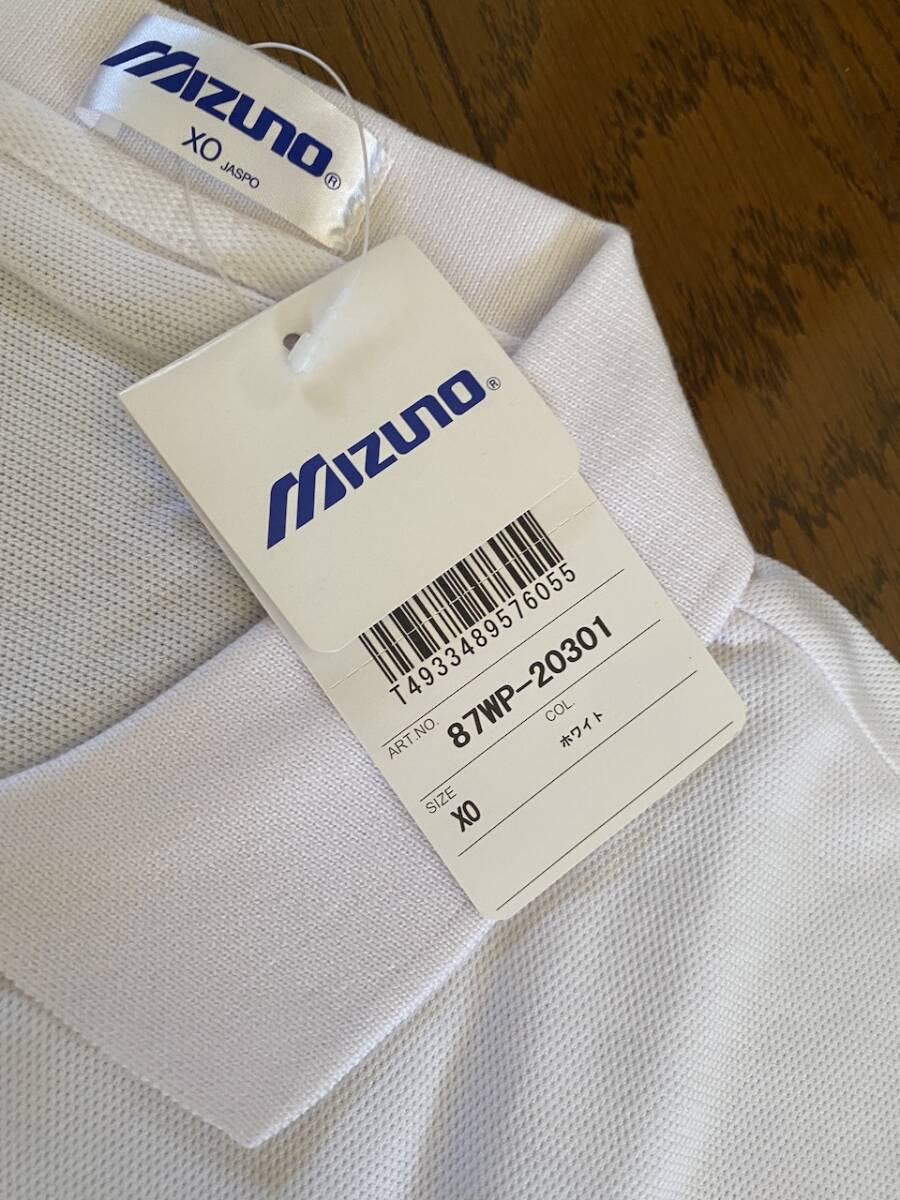 MIZUNO®
XO JASPO
MIZUNO®
T4933489576055
ART.NO. 87WP-20301
COL. ホワイト
SIZE XO